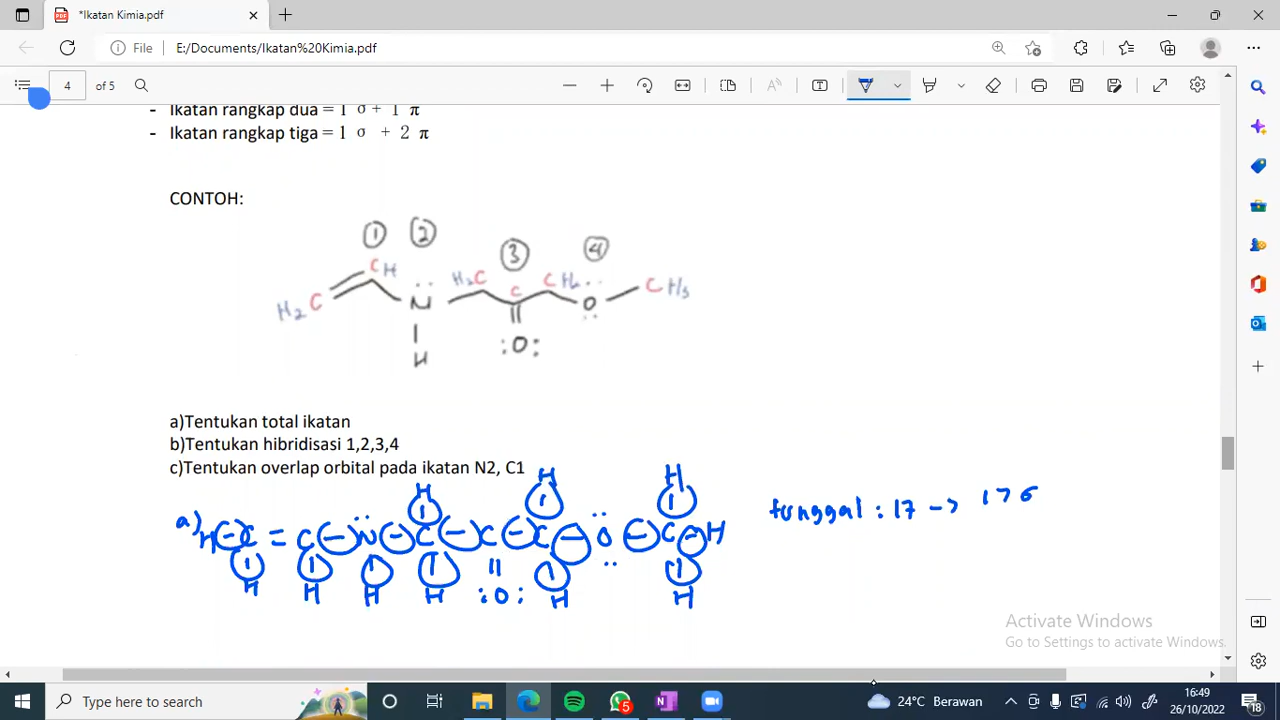 *Ikatan Kimia.pdf
File E:/Documents/Ikatan%20Kimia.pdf
4 of 5
- Ikatan rangkap dua = 1 σ + 1 π
- Ikatan rangkap tiga = 1 σ + 2 π
CONTOH:
1 2 3 4
H₂C CH N H₂C C CH₂ O CH₃
H :O:
a)Tentukan total ikatan
b)Tentukan hibridisasi 1,2,3,4
c)Tentukan overlap orbital pada ikatan N2, C1
H H H
a) H-C=C-N-C-C-C-O-C-H tunggal : 17 -> 17 σ
H H H H :O: H H
Activate Windows
Go to Settings to activate Windows.
Type here to search
5
24°C Berawan
16:49
26/10/2022
18